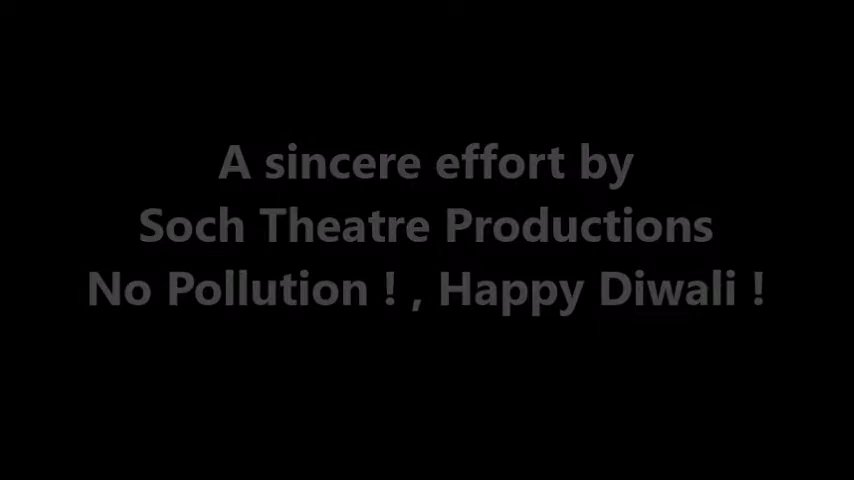 A sincere effort by
Soch Theatre Productions
No Pollution ! , Happy Diwali !